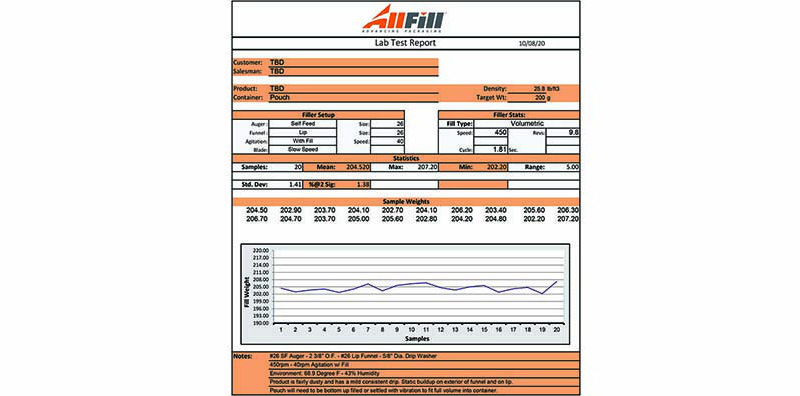 AllFill
ADVANCING PACKAGING
Lab Test Report 10/08/20
Customer: TBD
Salesman: TBD
Product: TBD Density: 25.8 lb/ft3
Container: Pouch Target Wt: 200 g
Filler Setup Filler Stats:
Auger: Self Feed Size: 26 Fill Type: Volumetric
Funnel: Lip Size: 26 Speed: 450 Revs: 9.8
Agitation: With Fill Speed: 40
Blade: Slow Speed Cycle: 1.81 Sec.
Statistics
Samples: 20 Mean: 204.520 Max: 207.20 Min: 202.20 Range: 5.00
Std. Dev: 1.41 %@2 Sig: 1.38
Sample Weights
204.50 202.90 203.70 204.10 202.70 204.10 206.20 203.40 205.60 206.30
206.70 204.70 203.70 205.00 205.60 202.80 204.20 204.80 202.20 207.20
220.00
217.00
214.00
211.00
208.00
205.00
202.00
199.00
196.00
193.00
190.00
Fill Weight
1 2 3 4 5 6 7 8 9 10 11 12 13 14 15 16 17 18 19 20
Samples
Notes: #26 SF Auger - 2 3/8" O.F. - #26 Lip Funnel - 5/8" Dia. Drip Washer
450rpm - 40rpm Agitation w/ Fill
Environment: 68.9 Degree F - 43% Humidity
Product is fairly dusty and has a mild consistent drip. Static buildup on exterior of funnel and on lip.
Pouch will need to be bottom up filled or settled with vibration to fit full volume into container.